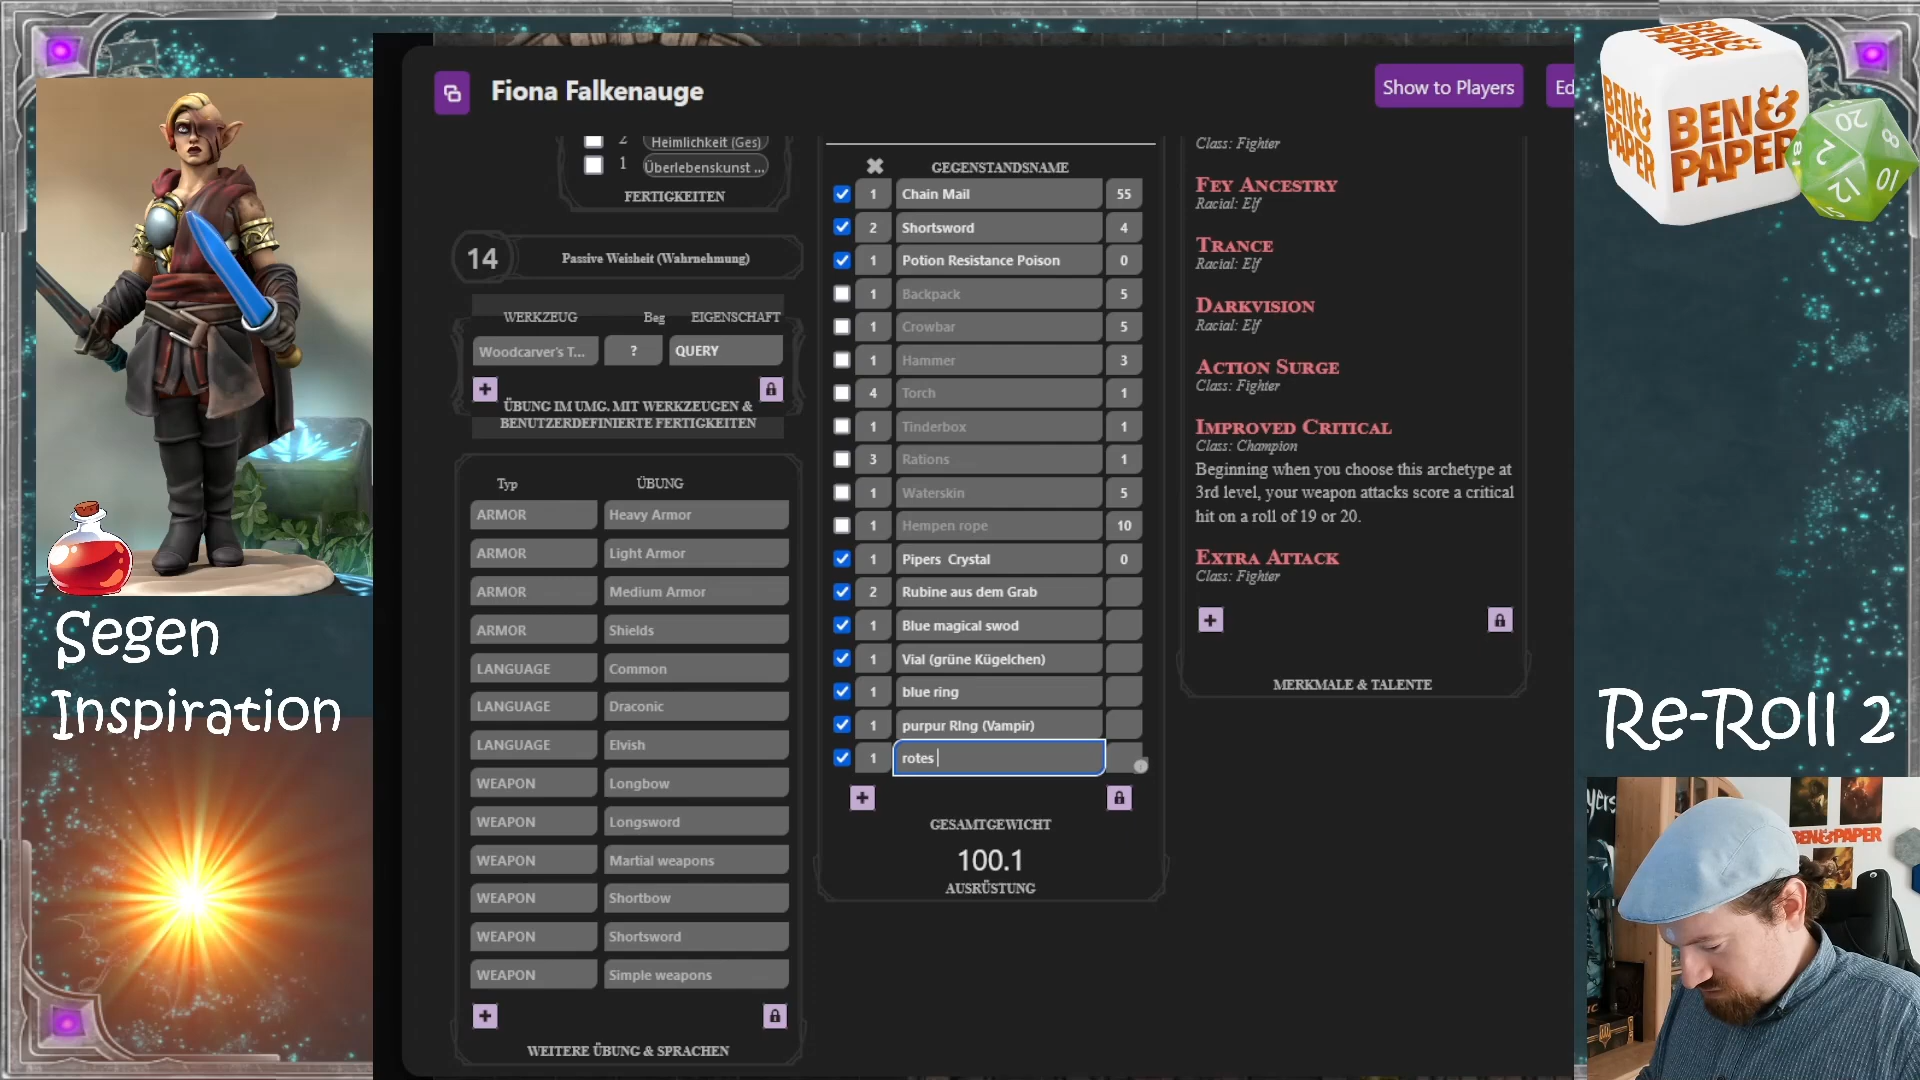 Fiona Falkenauge
Show to Players
Ed
2 Heimlichkeit (Ges)
1 Überlebenskunst ...
FERTIGKEITEN
14 Passive Weisheit (Wahrnehmung)
WERKZEUG Beg EIGENSCHAFT
Woodcarver's T... ? QUERY
+
ÜBUNG IM UMG. MIT WERKZEUGEN &
BENUTZERDEFINIERTE FERTIGKEITEN
Typ ÜBUNG
ARMOR Heavy Armor
ARMOR Light Armor
ARMOR Medium Armor
ARMOR Shields
LANGUAGE Common
LANGUAGE Draconic
LANGUAGE Elvish
WEAPON Longbow
WEAPON Longsword
WEAPON Martial weapons
WEAPON Shortbow
WEAPON Shortsword
WEAPON Simple weapons
+
WEITERE ÜBUNG & SPRACHEN
GEGENSTANDSNAME
1 Chain Mail 55
2 Shortsword 4
1 Potion Resistance Poison 0
1 Backpack 5
1 Crowbar 5
1 Hammer 3
4 Torch 1
1 Tinderbox 1
3 Rations 1
1 Waterskin 5
1 Hempen rope 10
1 Pipers Crystal 0
2 Rubine aus dem Grab
1 Blue magical swod
1 Vial (grüne Kügelchen)
1 blue ring
1 purpur RIng (Vampir)
1 rotes
+
GESAMTGEWICHT
100.1
AUSRÜSTUNG
Class: Fighter
FEY ANCESTRY
Racial: Elf
TRANCE
Racial: Elf
DARKVISION
Racial: Elf
ACTION SURGE
Class: Fighter
IMPROVED CRITICAL
Class: Champion
Beginning when you choose this archetype at
3rd level, your weapon attacks score a critical
hit on a roll of 19 or 20.
EXTRA ATTACK
Class: Fighter
+
MERKMALE & TALENTE
Segen
Inspiration
BEN&
PAPER
BEN&
PAPER
20
8
2
12
10
Re-Roll 2
yers
BEN&PAPER